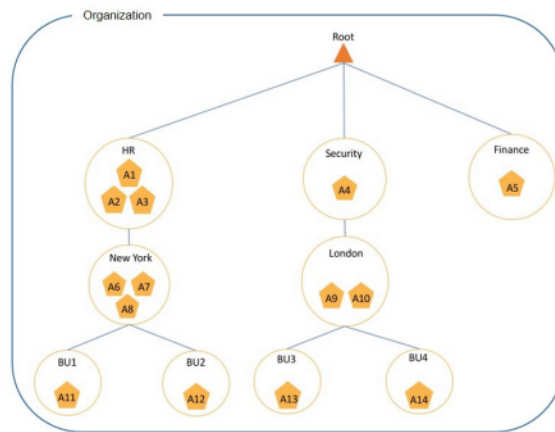 Organization
Root
HR
Security
Finance
A1
A2 A3
A4
A5
New York
London
A6 A7
A8
A9 A10
BU1
BU2
BU3
BU4
A11
A12
A13
A14